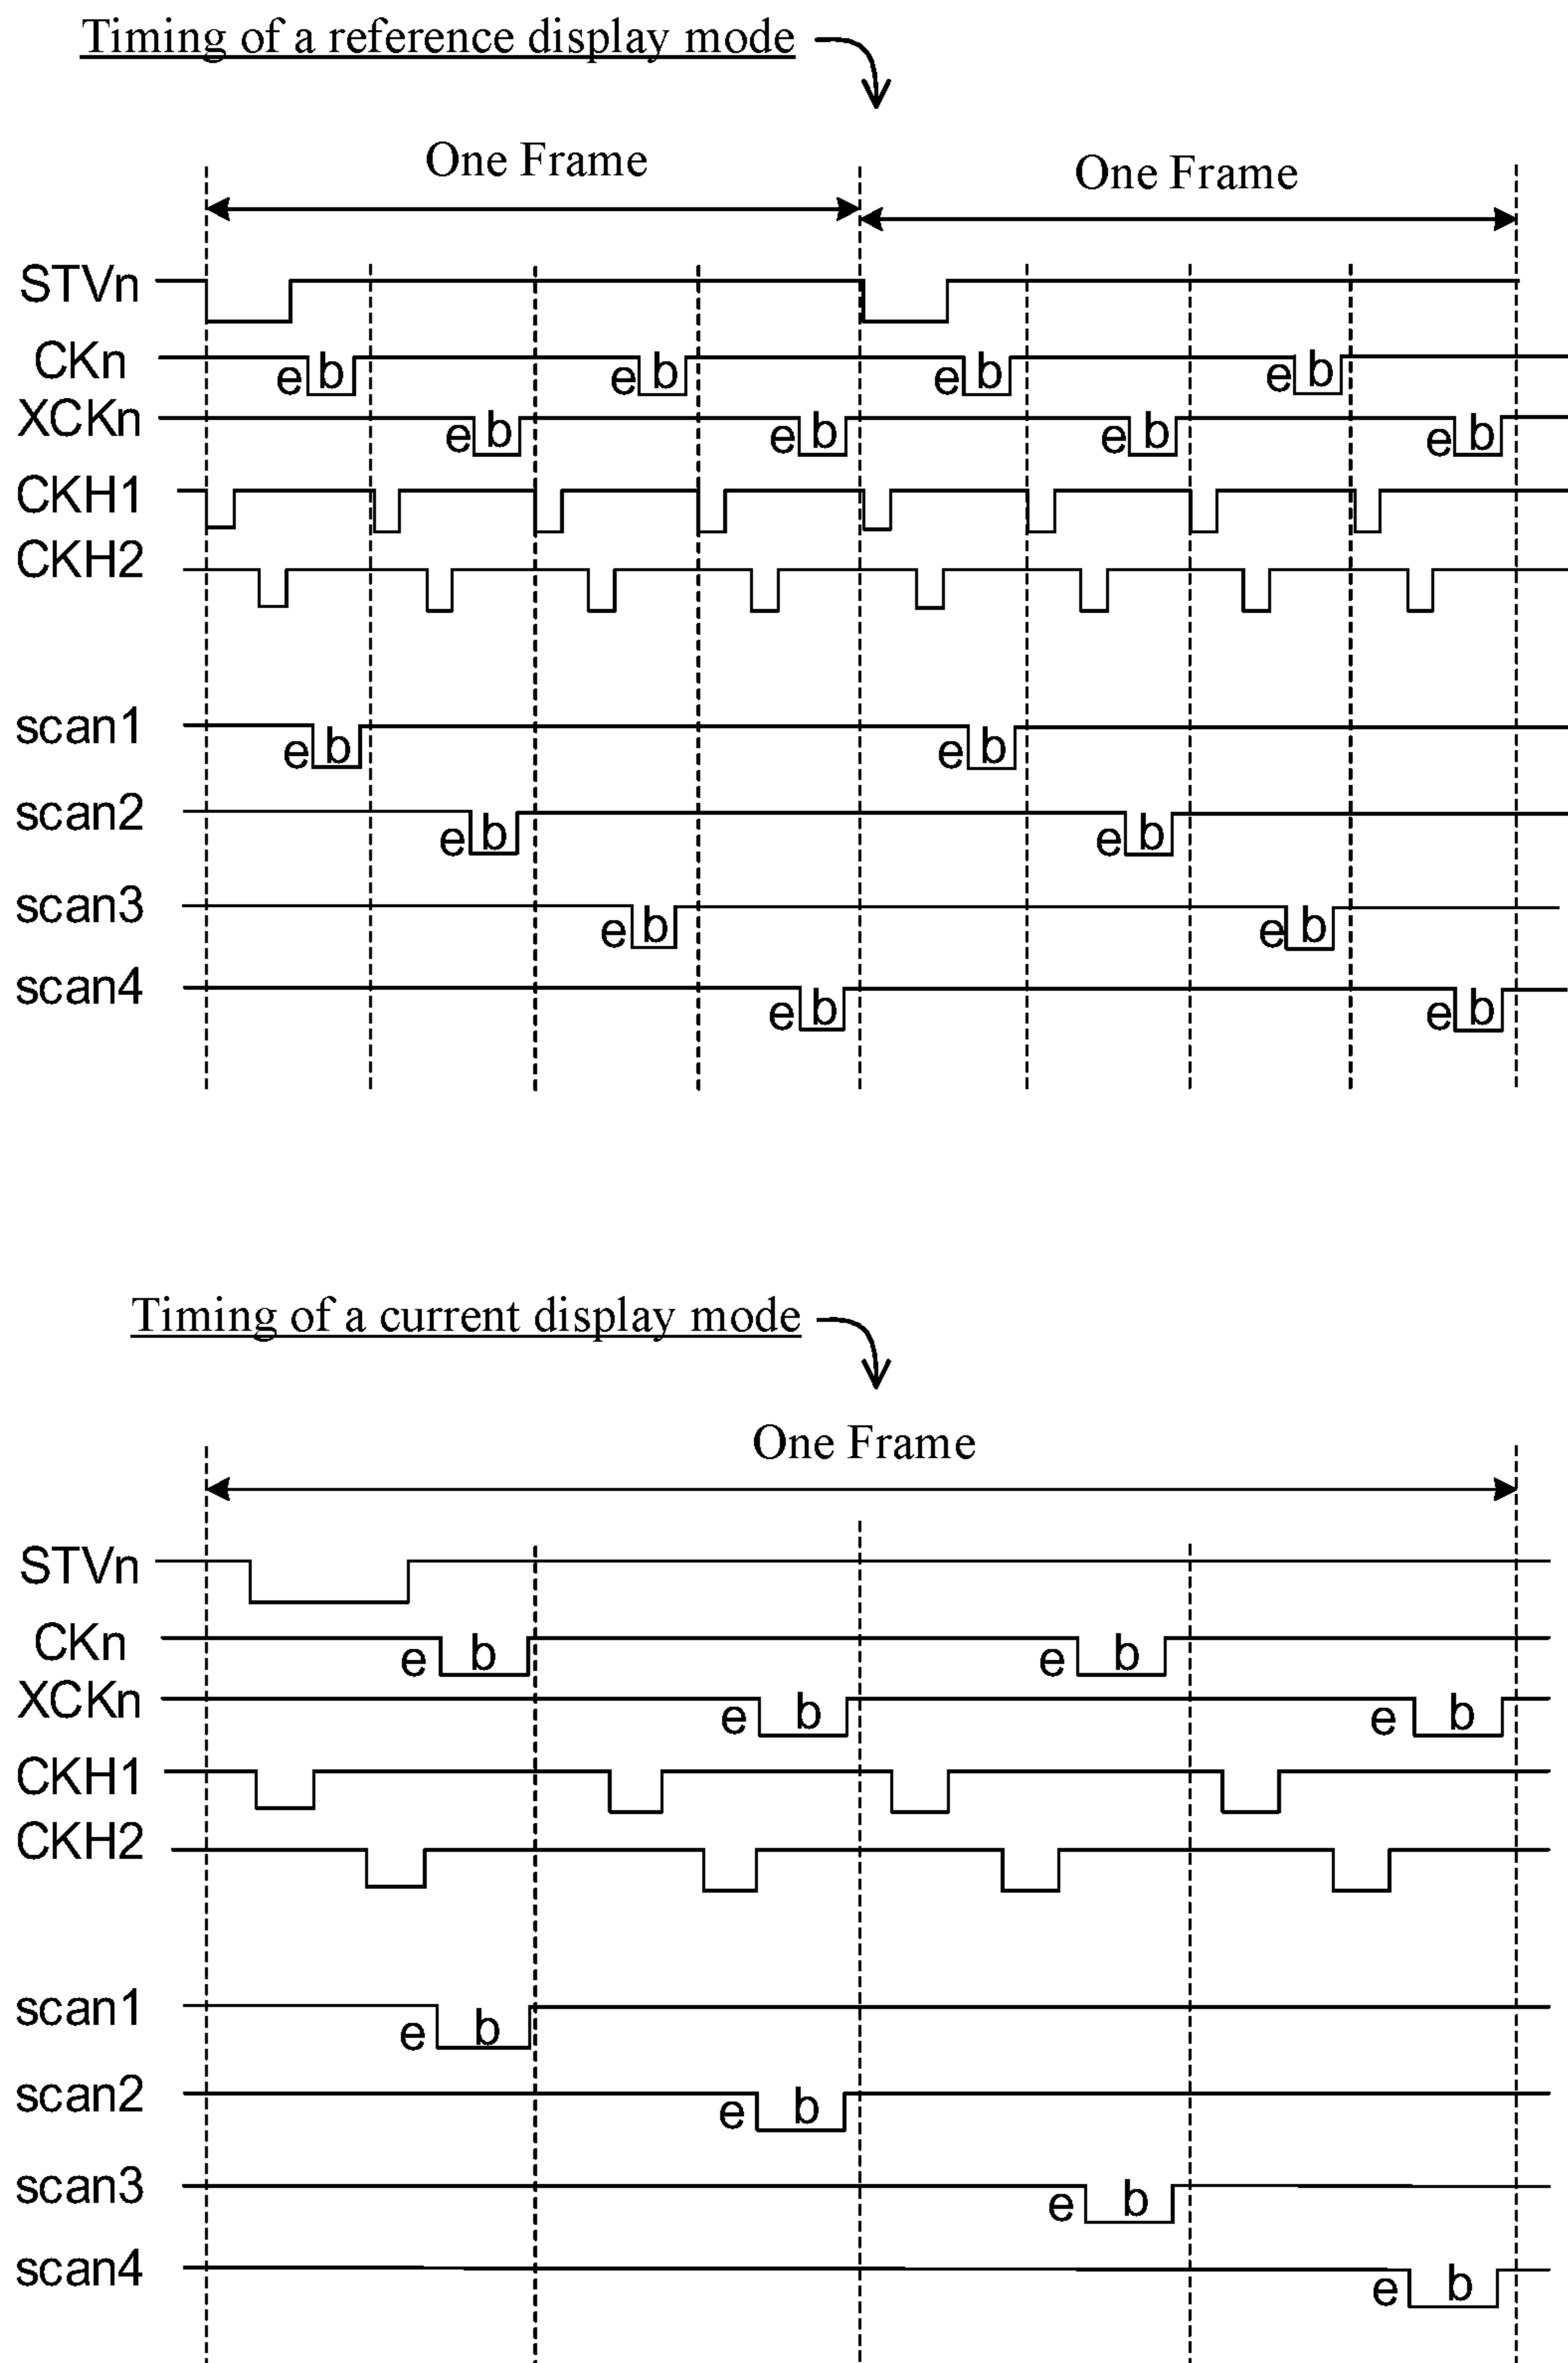 Timing of a reference display mode
One Frame
One Frame
STVn
CKn e b e b e b e b
XCKn e b e b e b e b
CKH1
CKH2
scan1 e b e b
scan2 e b e b
scan3 e b e b
scan4 e b e b
Timing of a current display mode
One Frame
STVn
CKn e b e b
XCKn e b e b
CKH1
CKH2
scan1 e b
scan2 e b
scan3 e b
scan4 e b